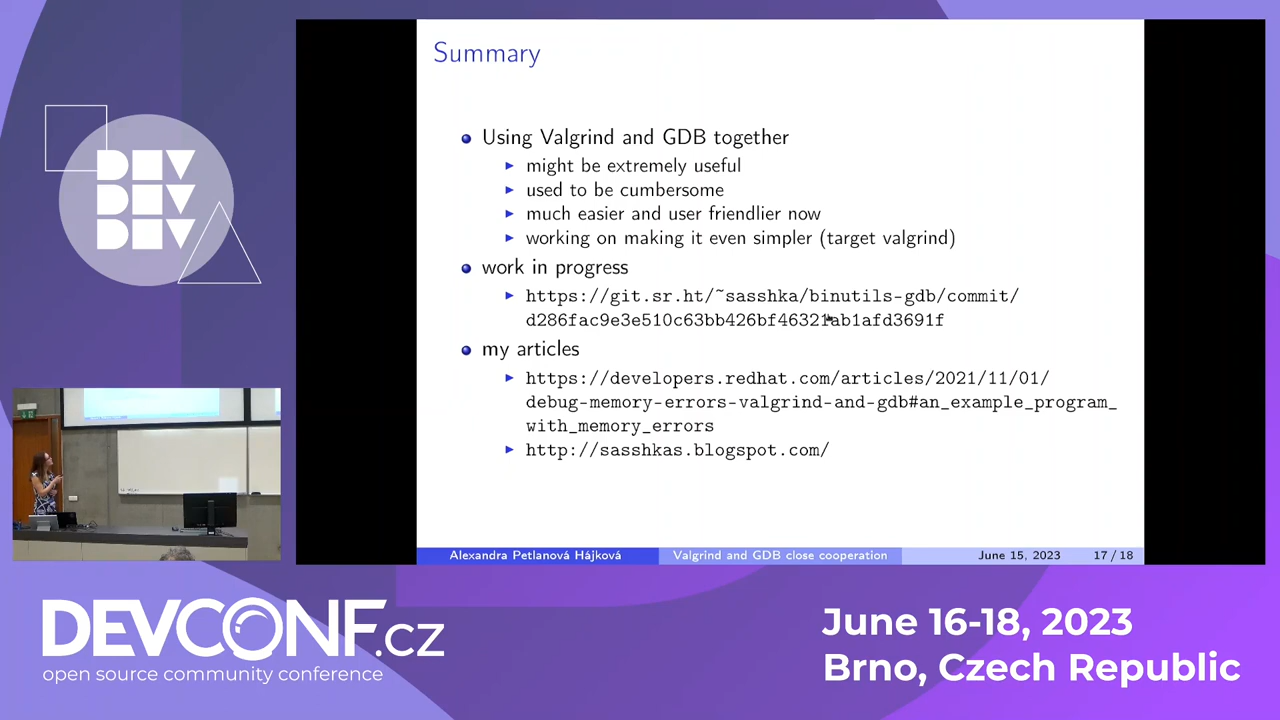 Summary
Using Valgrind and GDB together
might be extremely useful
used to be cumbersome
much easier and user friendlier now
working on making it even simpler (target valgrind)
work in progress
https://git.sr.ht/~sasshka/binutils-gdb/commit/
d286fac9e3e510c63bb426bf46321ab1afd3691f
my articles
https://developers.redhat.com/articles/2021/11/01/
debug-memory-errors-valgrind-and-gdb#an_example_program_
with_memory_errors
http://sasshkas.blogspot.com/
Alexandra Petlanová Hájková
Valgrind and GDB close cooperation
June 15, 2023
17 / 18
DEV
DEV
DEV
DEVCONF.cz
open source community conference
June 16-18, 2023
Brno, Czech Republic